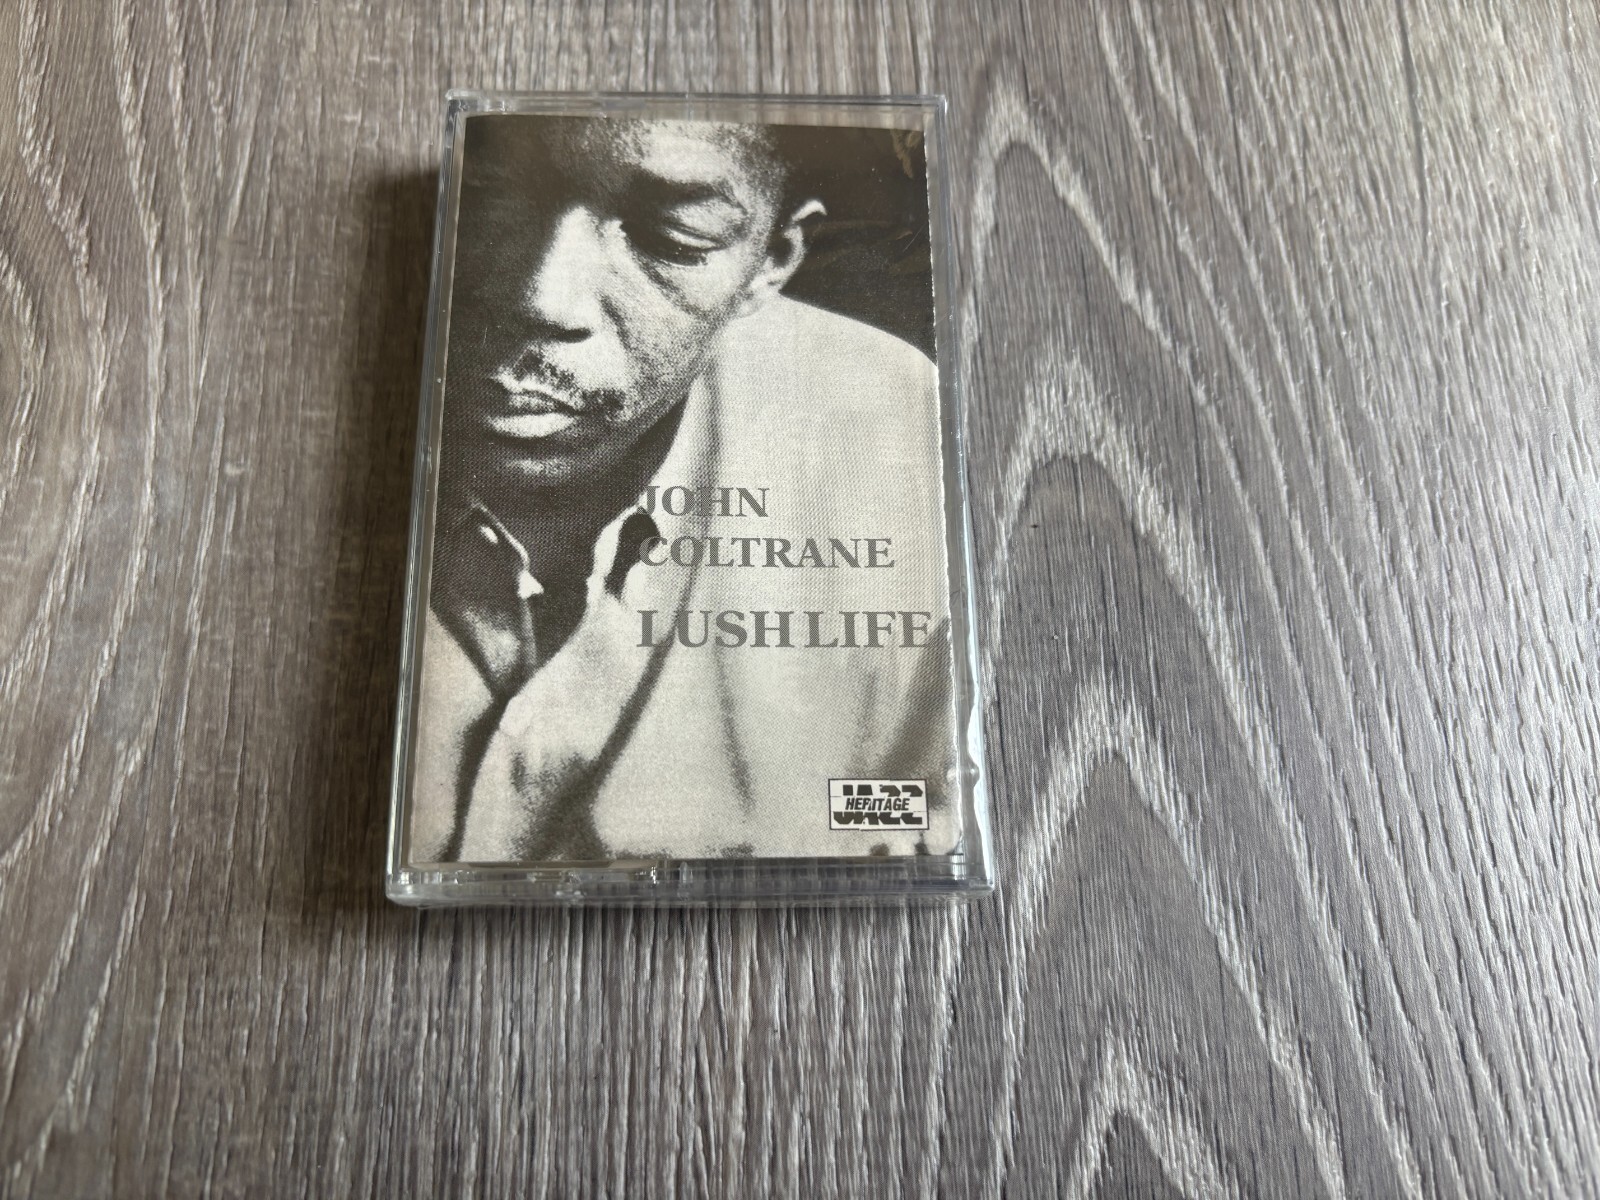 JOHN
COLTRANE
LUSH LIFE
JAZZ
HERITAGE